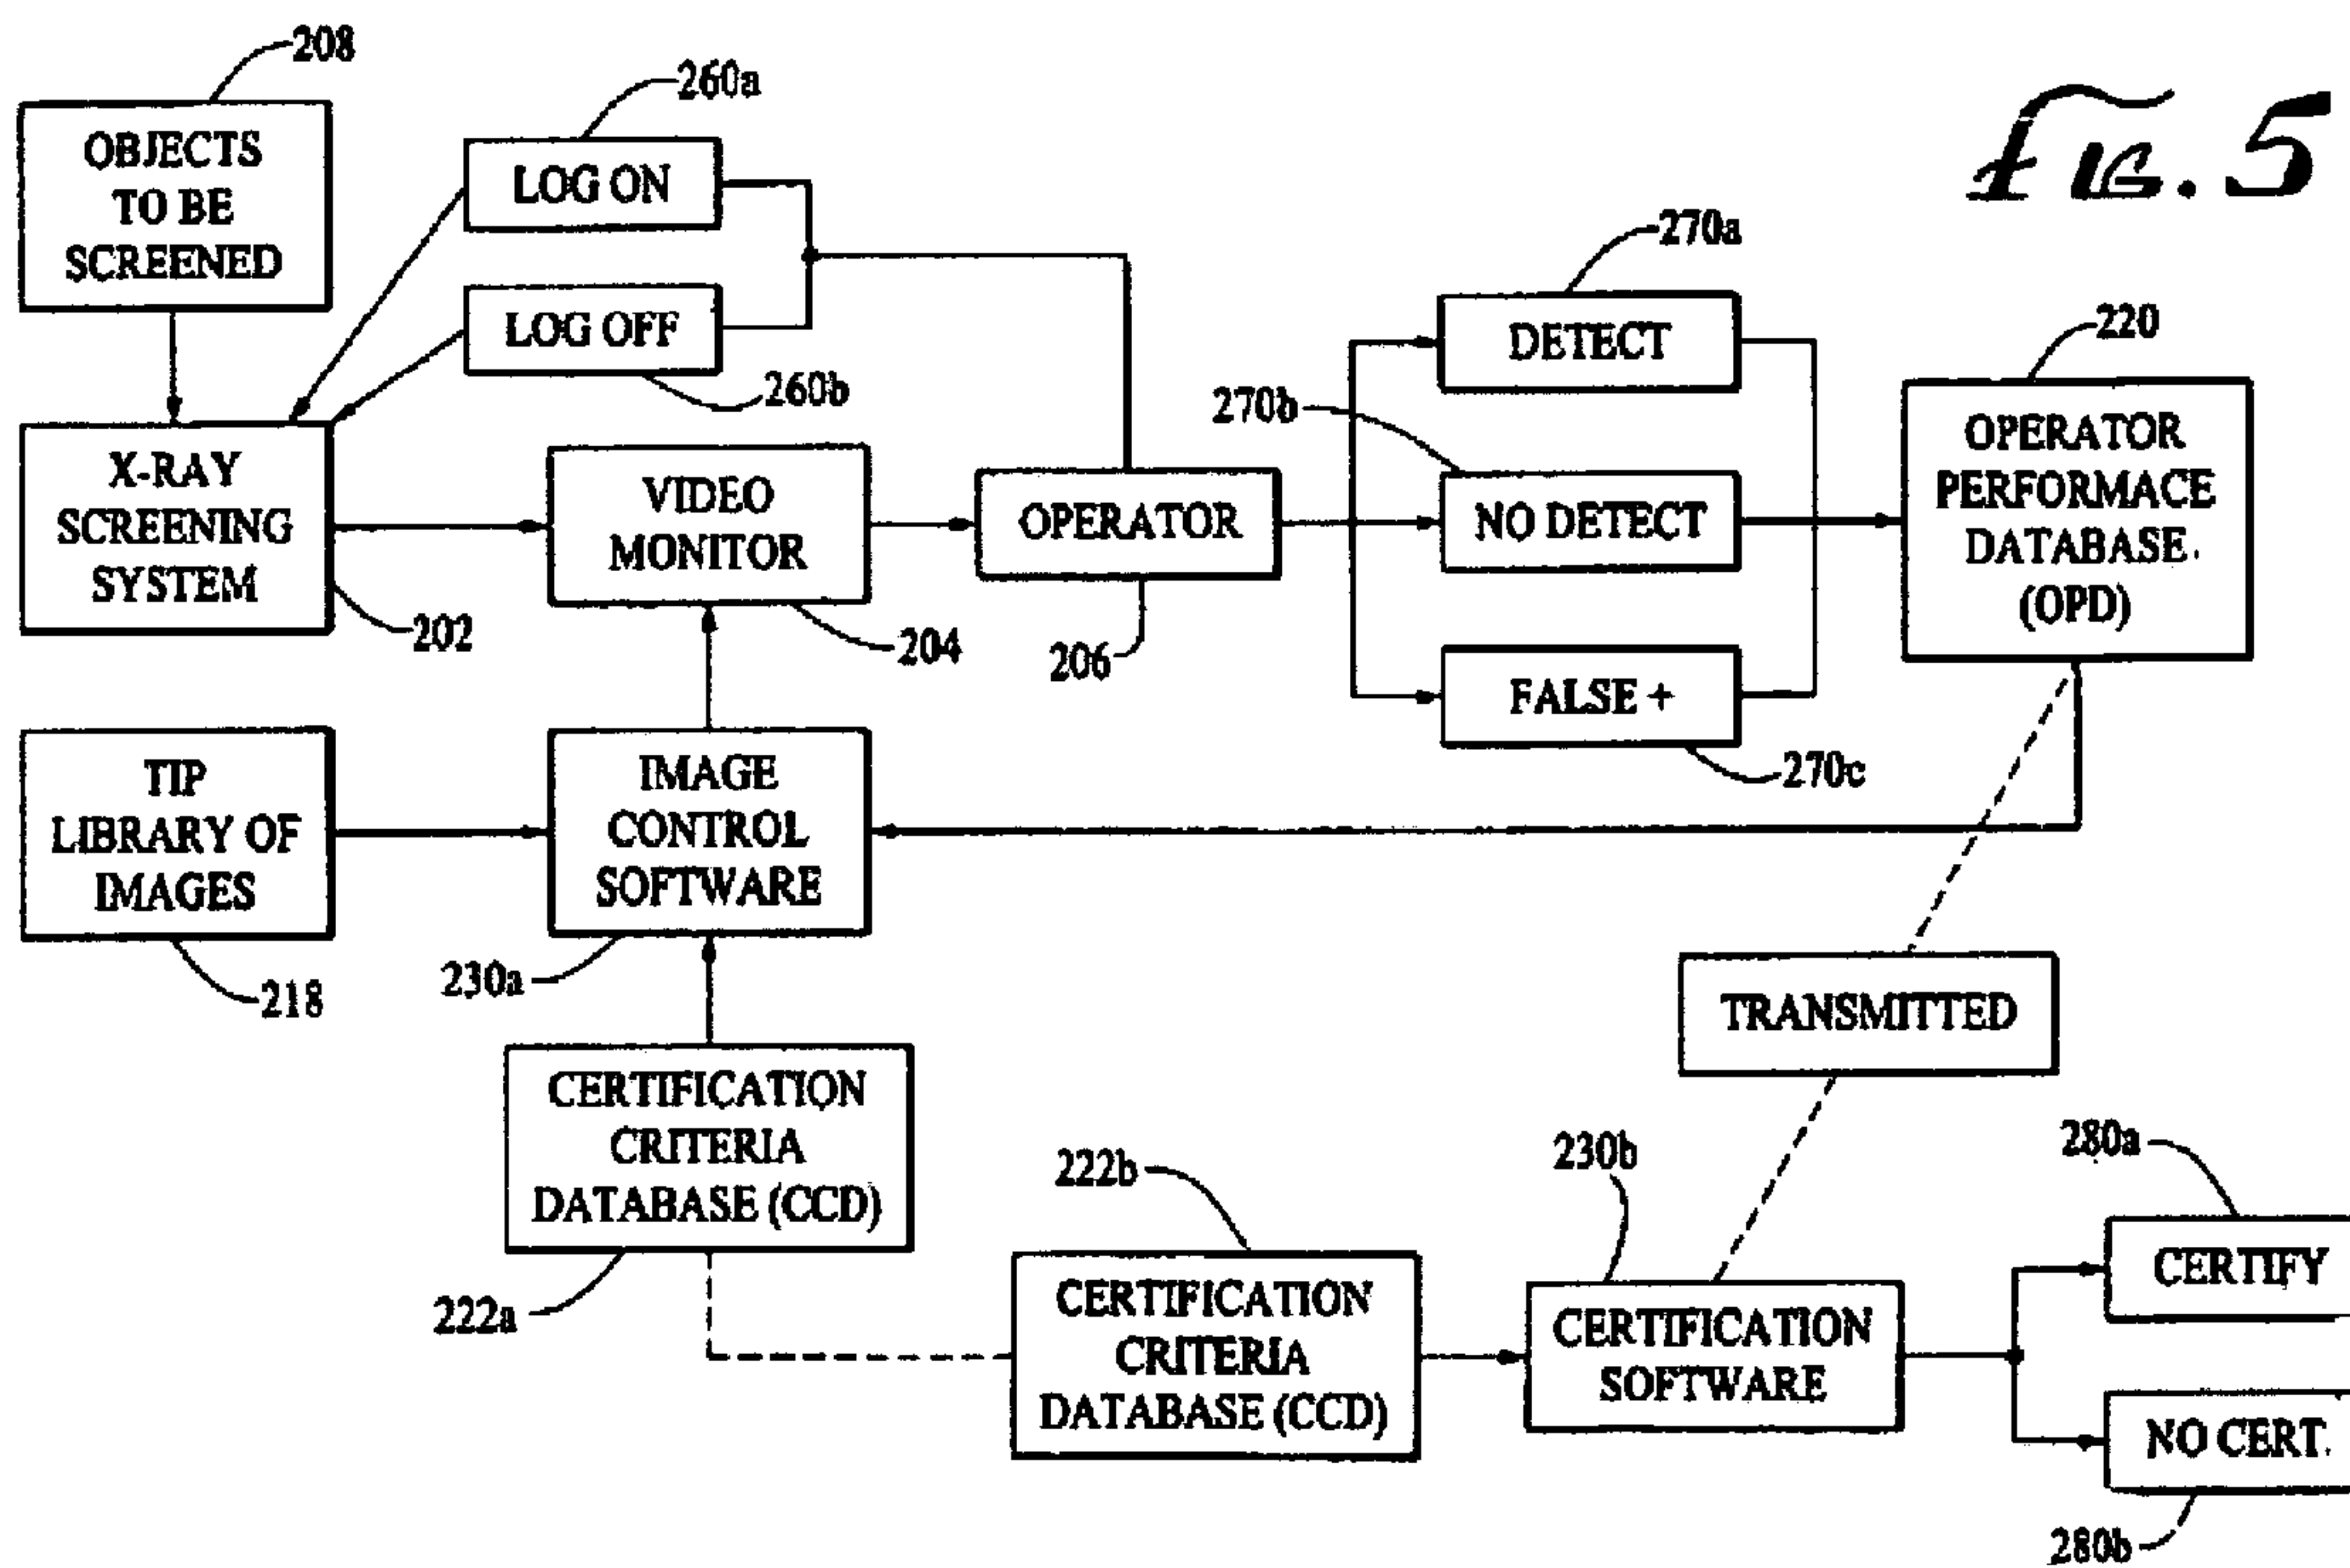 208
260a
FIG. 5
OBJECTS
TO BE
SCREENED
LOG ON
LOG OFF
260b
270a
DETECT
270b
NO DETECT
FALSE +
270c
220
OPERATOR
PERFORMACE
DATABASE.
(OPD)
X-RAY
SCREENING
SYSTEM
202
VIDEO
MONITOR
204
OPERATOR
206
TIP
LIBRARY OF
IMAGES
218
IMAGE
CONTROL
SOFTWARE
230a
TRANSMITTED
CERTIFICATION
CRITERIA
DATABASE (CCD)
222a
222b
CERTIFICATION
CRITERIA
DATABASE (CCD)
230b
CERTIFICATION
SOFTWARE
280a
CERTIFY
NO CERT.
280b